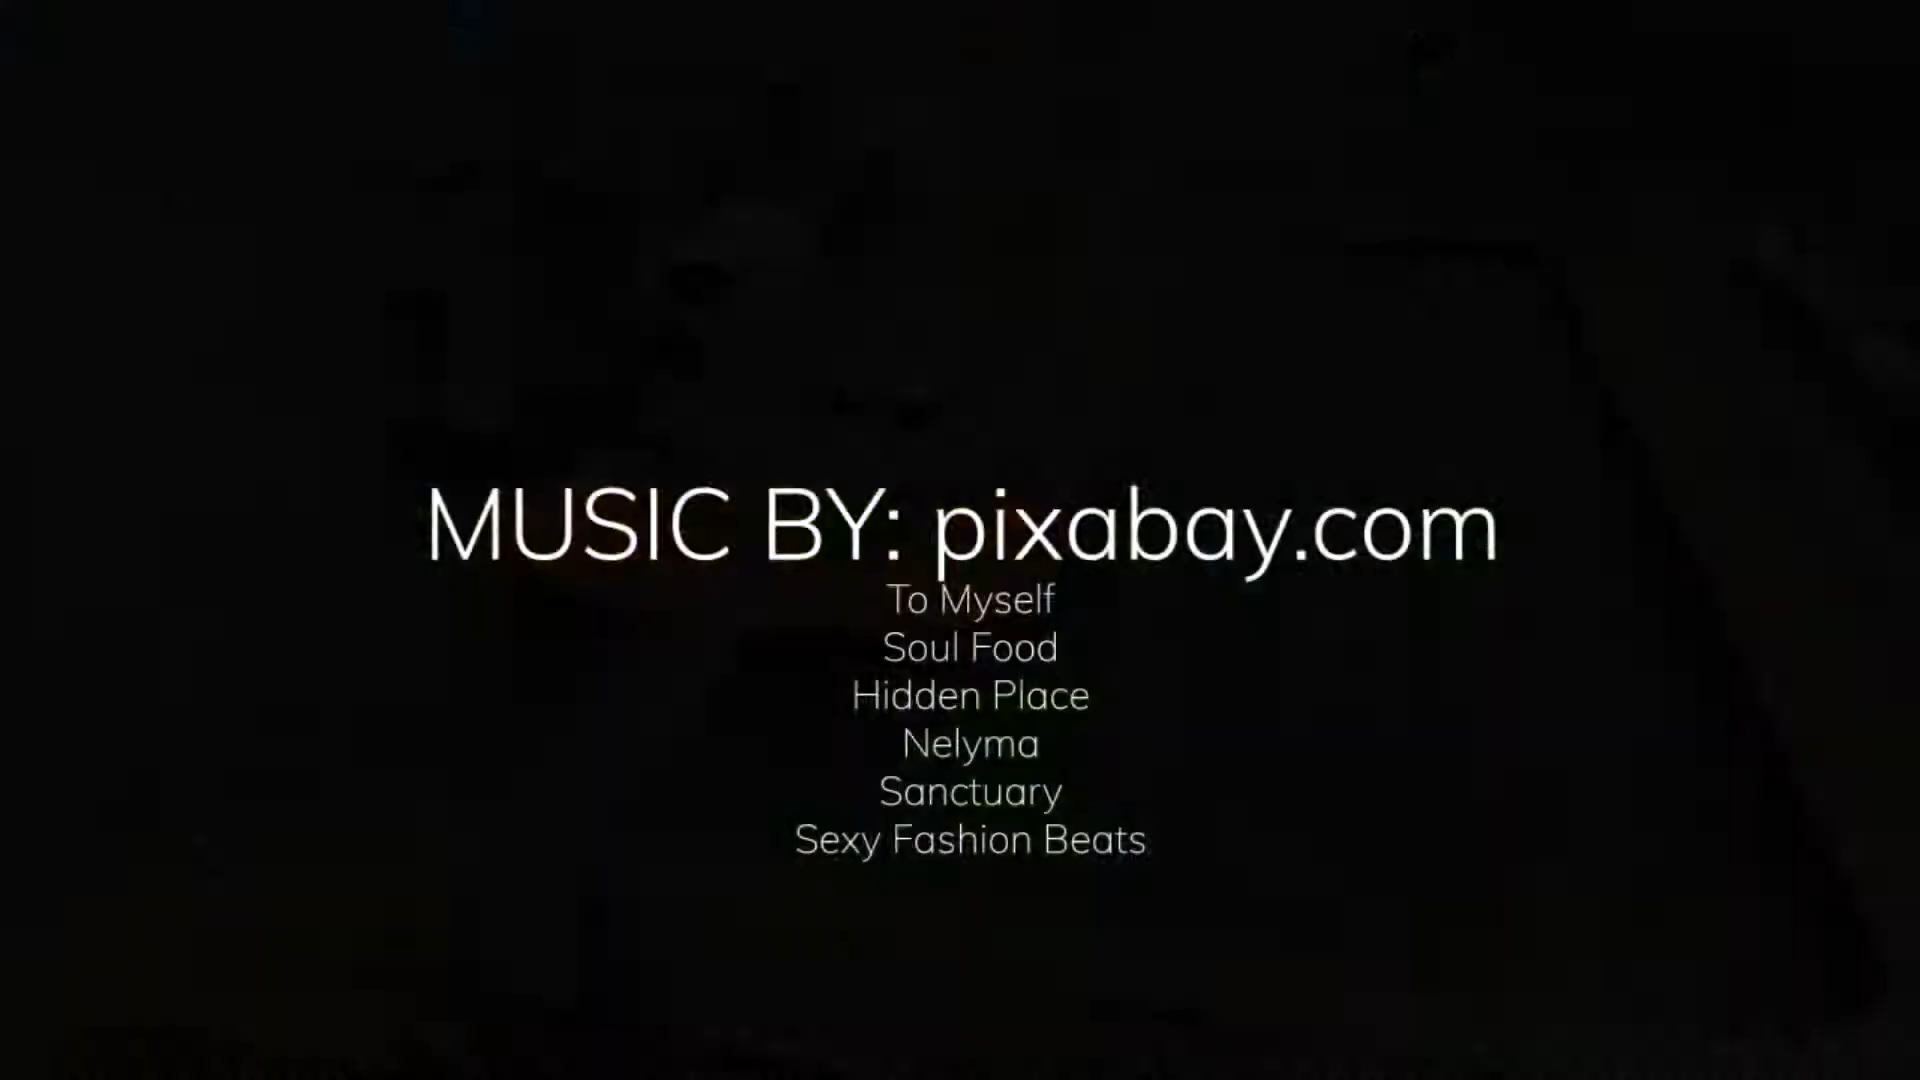 MUSIC BY: pixabay.com
To Myself
Soul Food
Hidden Place
Nelyma
Sanctuary
Sexy Fashion Beats